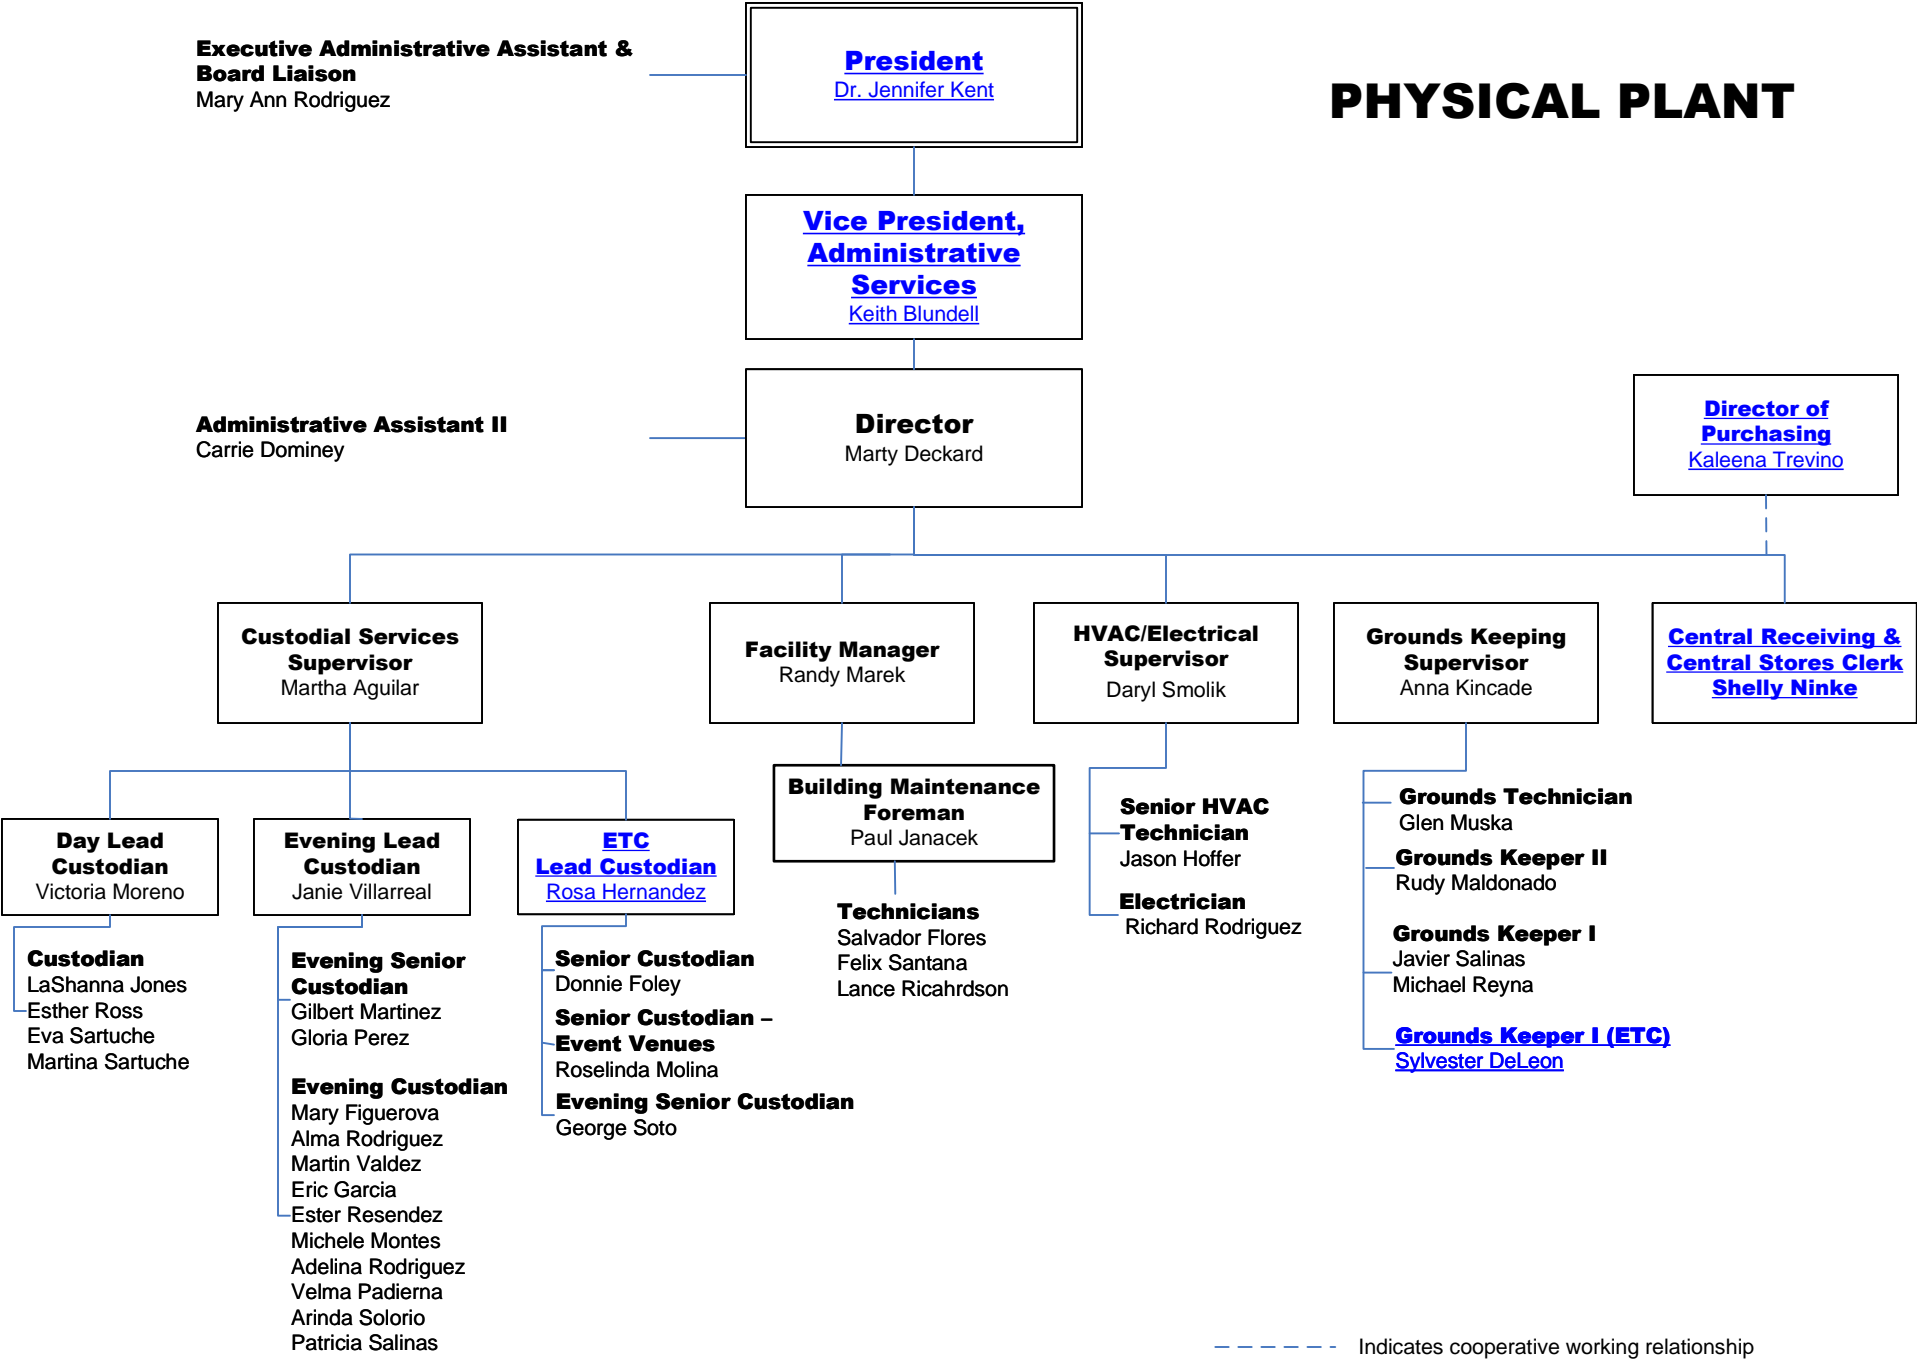 Executive Administrative Assistant &
Board Liaison
Mary Ann Rodriguez
President
Dr. Jennifer Kent
PHYSICAL PLANT
Vice President,
Administrative
Services
Keith Blundell
Administrative Assistant II
Carrie Dominey
Director
Marty Deckard
Director of
Purchasing
Kaleena Trevino
Custodial Services
Supervisor
Martha Aguilar
Facility Manager
Randy Marek
HVAC/Electrical
Supervisor
Daryl Smolik
Grounds Keeping
Supervisor
Anna Kincade
Central Receiving &
Central Stores Clerk
Shelly Ninke
Day Lead
Custodian
Victoria Moreno
Custodian
LaShanna Jones
Esther Ross
Eva Sartuche
Martina Sartuche
Evening Lead
Custodian
Janie Villarreal
Evening Senior
Custodian
Gilbert Martinez
Gloria Perez
Evening Custodian
Mary Figuerova
Alma Rodriguez
Martin Valdez
Eric Garcia
Ester Resendez
Michele Montes
Adelina Rodriguez
Velma Padierna
Arinda Solorio
Patricia Salinas
ETC
Lead Custodian
Rosa Hernandez
Senior Custodian
Donnie Foley
Senior Custodian –
Event Venues
Roselinda Molina
Evening Senior Custodian
George Soto
Building Maintenance
Foreman
Paul Janacek
Technicians
Salvador Flores
Felix Santana
Lance Ricahrdson
Senior HVAC
Technician
Jason Hoffer
Electrician
Richard Rodriguez
Grounds Technician
Glen Muska
Grounds Keeper II
Rudy Maldonado
Grounds Keeper I
Javier Salinas
Michael Reyna
Grounds Keeper I (ETC)
Sylvester DeLeon
Indicates cooperative working relationship